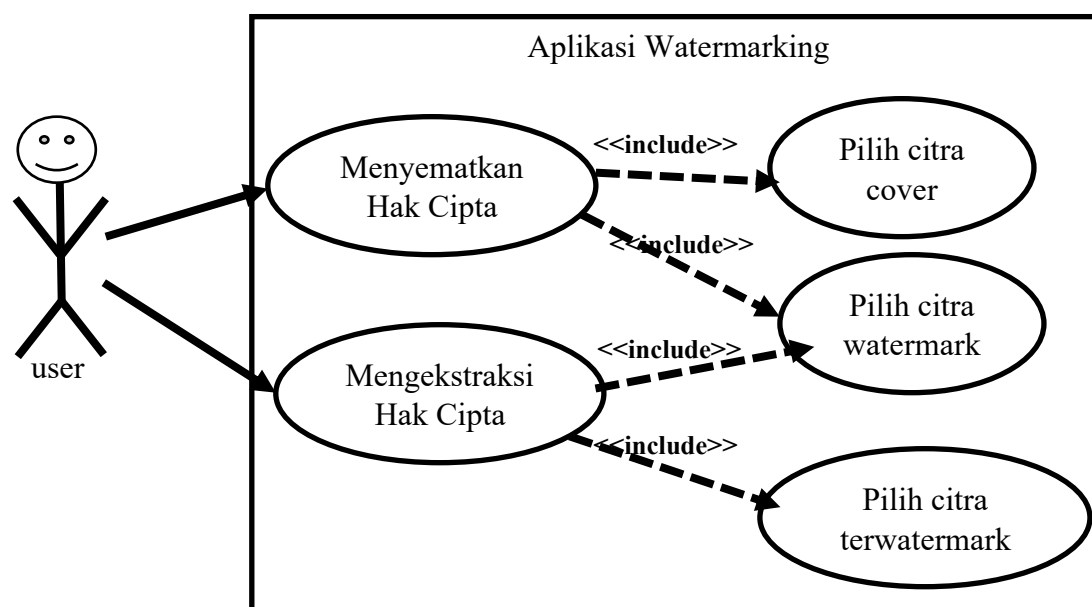 Aplikasi Watermarking
Menyematkan
Hak Cipta
<<include>>
Pilih citra
cover
<<include>>
Pilih citra
watermark
user
Mengekstraksi
Hak Cipta
<<include>>
<<include>>
Pilih citra
terwatermark